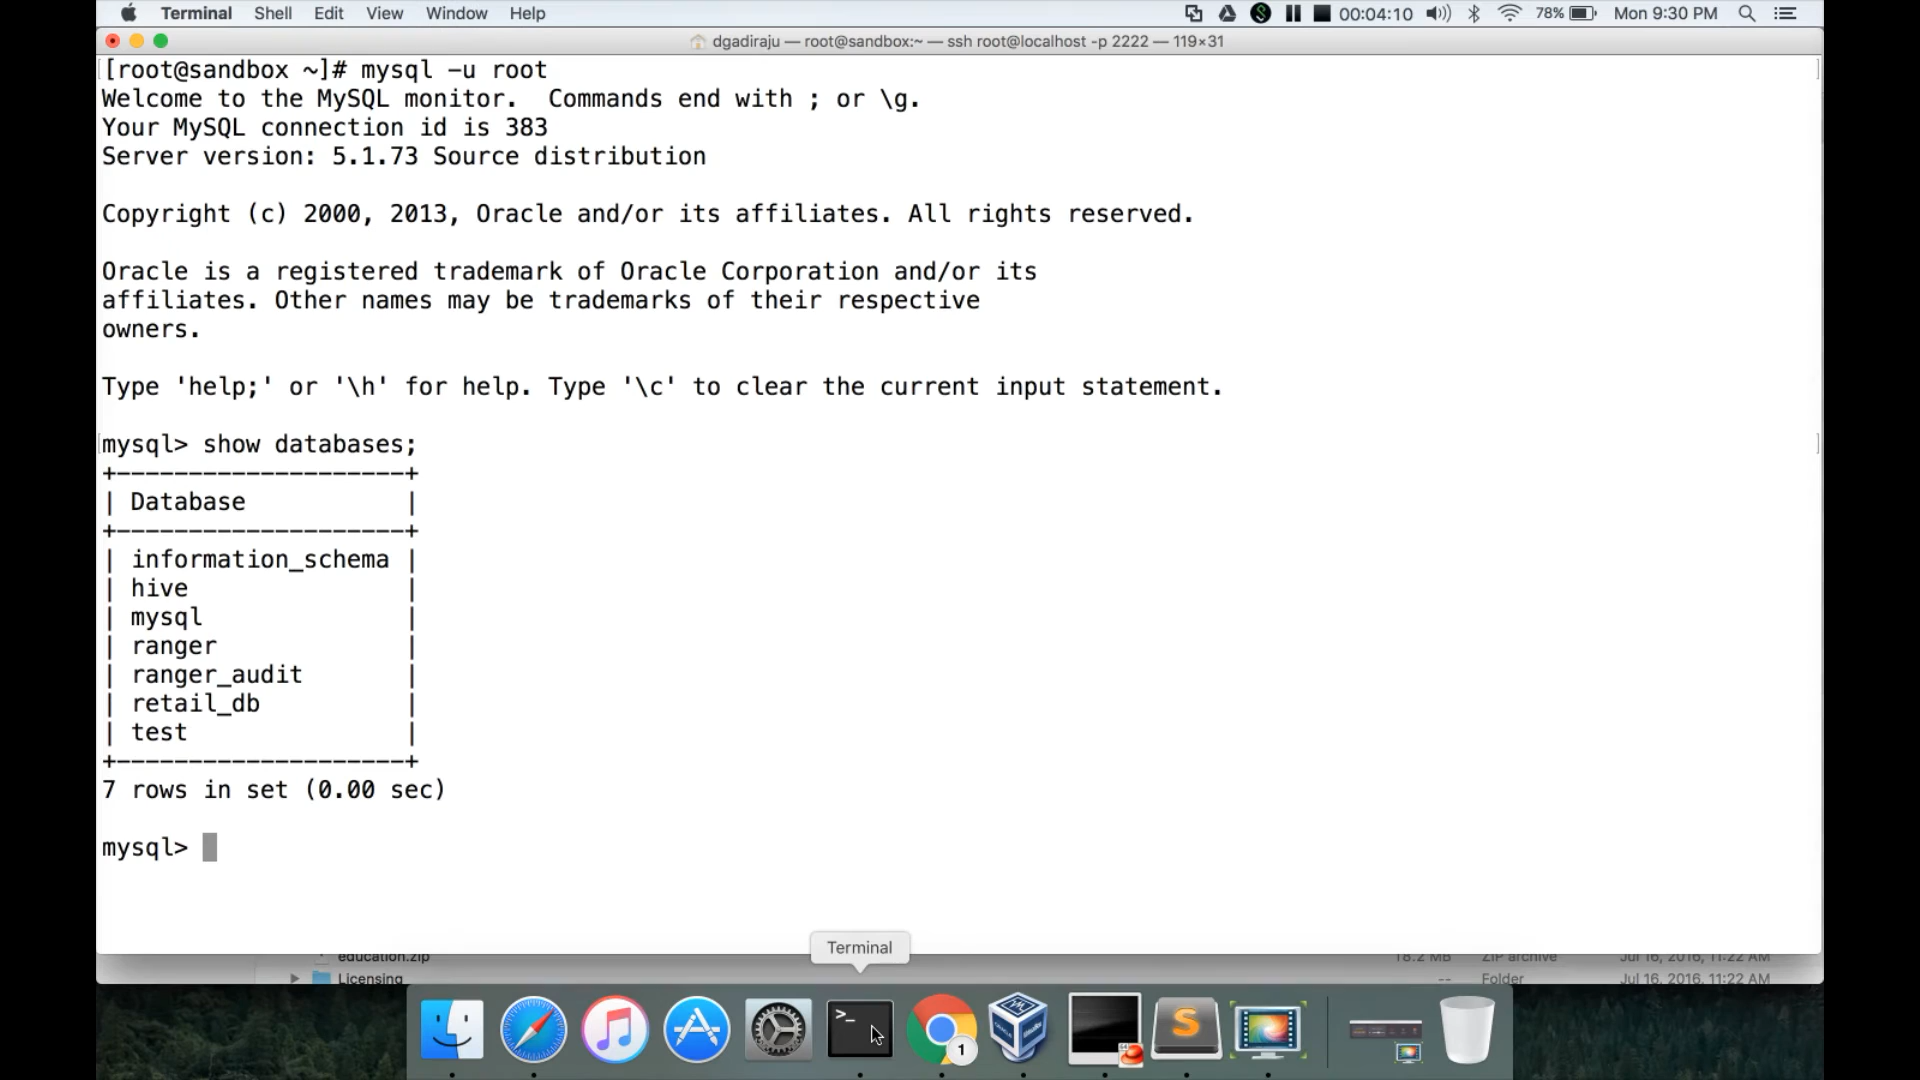 Terminal Shell Edit View Window Help 00:04:10 78% Mon 9:30 PM
dgadiraju — root@sandbox:~ — ssh root@localhost -p 2222 — 119×31
[root@sandbox ~]# mysql -u root
Welcome to the MySQL monitor.  Commands end with ; or \g.
Your MySQL connection id is 383
Server version: 5.1.73 Source distribution
Copyright (c) 2000, 2013, Oracle and/or its affiliates. All rights reserved.
Oracle is a registered trademark of Oracle Corporation and/or its
affiliates. Other names may be trademarks of their respective
owners.
Type 'help;' or '\h' for help. Type '\c' to clear the current input statement.
mysql> show databases;
+--------------------+
| Database           |
+--------------------+
| information_schema |
| hive               |
| mysql              |
| ranger             |
| ranger_audit       |
| retail_db          |
| test               |
+--------------------+
7 rows in set (0.00 sec)
mysql>
Terminal
education.zip 18.2 MB ZIP archive Jul 16, 2016, 11:22 AM
Licensing -- Folder Jul 16, 2016, 11:22 AM
>_
S
1